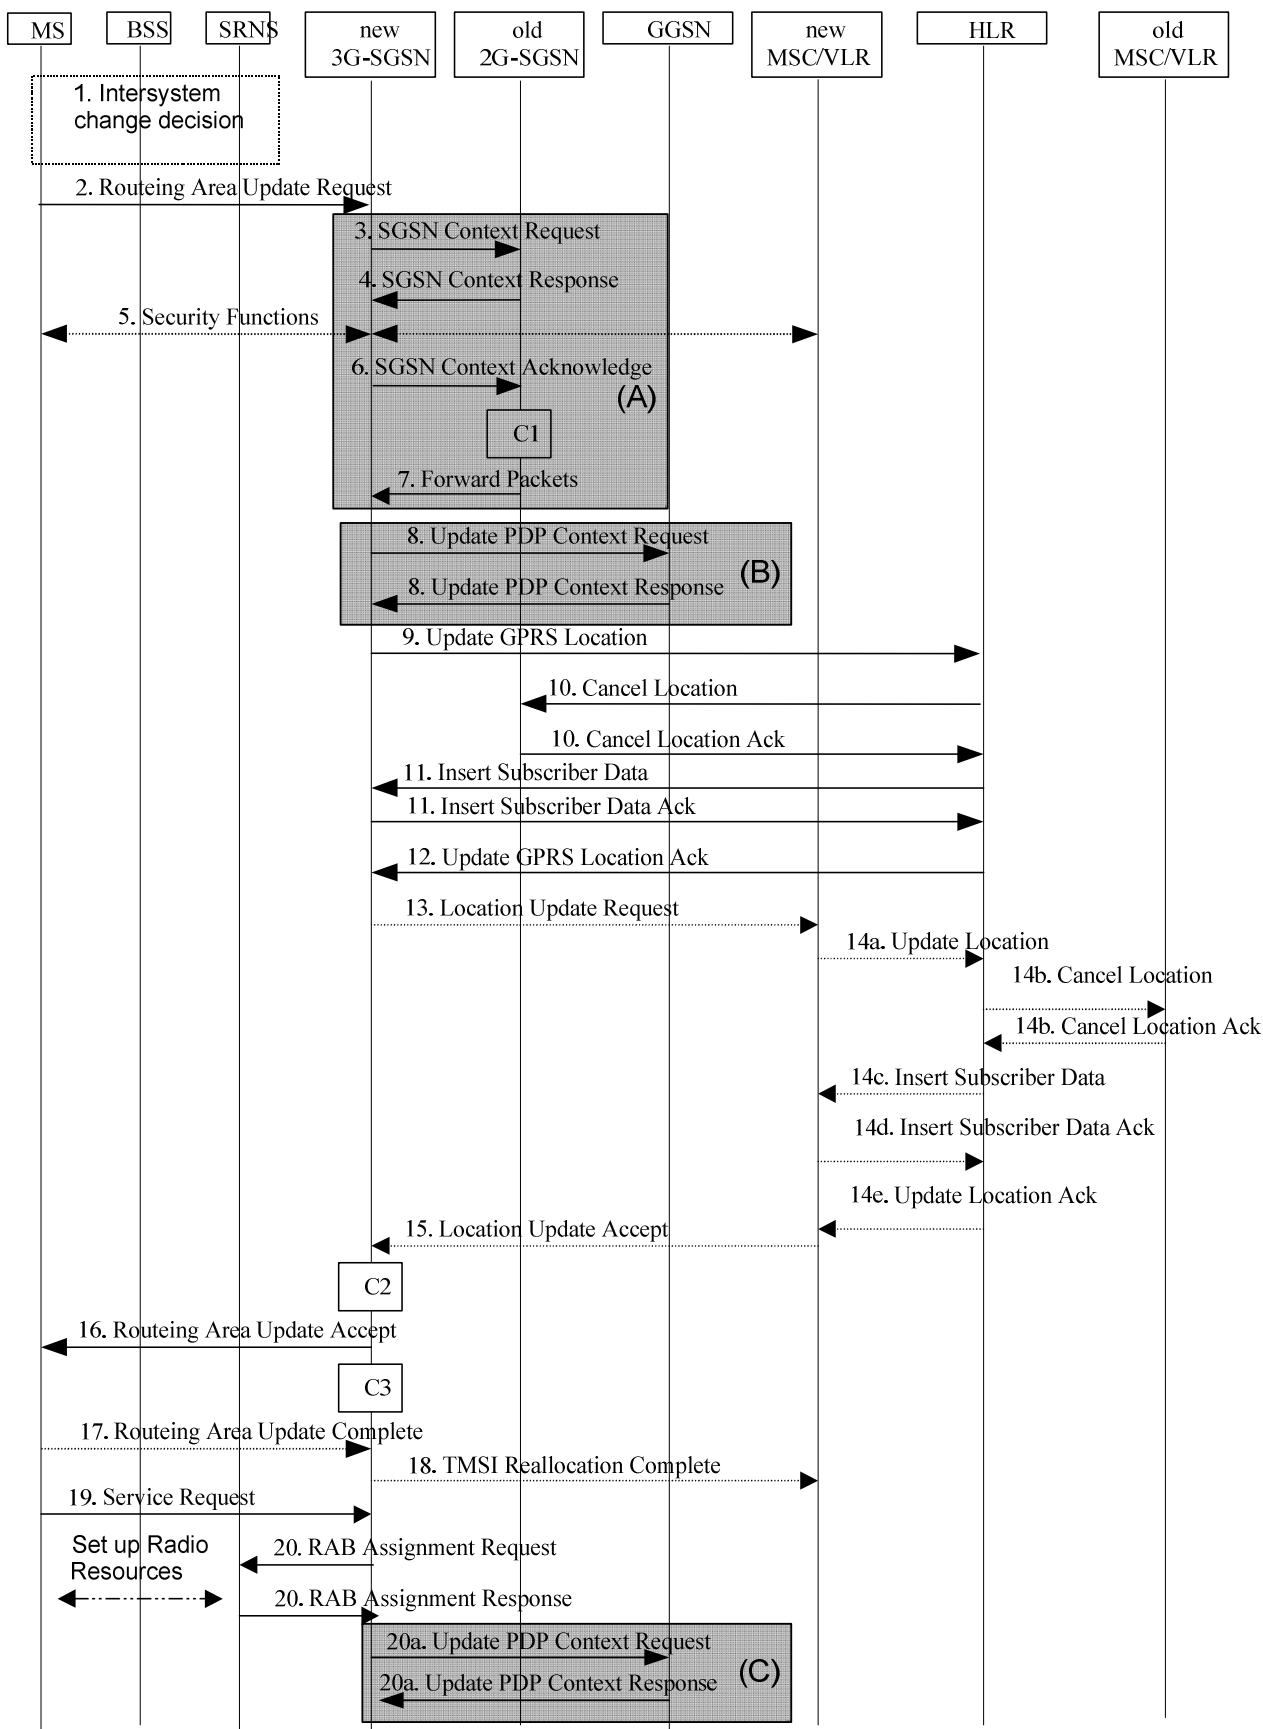 MS
BSS
SRNS
new
3G-SGSN
old
2G-SGSN
GGSN
new
MSC/VLR
HLR
old
MSC/VLR
1. Intersystem
change decision
2. Routeing Area Update Request
3. SGSN Context Request
4. SGSN Context Response
5. Security Functions
6. SGSN Context Acknowledge
(A)
C1
7. Forward Packets
8. Update PDP Context Request
(B)
8. Update PDP Context Response
9. Update GPRS Location
10. Cancel Location
10. Cancel Location Ack
11. Insert Subscriber Data
11. Insert Subscriber Data Ack
12. Update GPRS Location Ack
13. Location Update Request
14a. Update Location
14b. Cancel Location
14b. Cancel Location Ack
14c. Insert Subscriber Data
14d. Insert Subscriber Data Ack
14e. Update Location Ack
15. Location Update Accept
C2
16. Routeing Area Update Accept
C3
17. Routeing Area Update Complete
18. TMSI Reallocation Complete
19. Service Request
Set up Radio
Resources
20. RAB Assignment Request
20. RAB Assignment Response
20a. Update PDP Context Request
(C)
20a. Update PDP Context Response